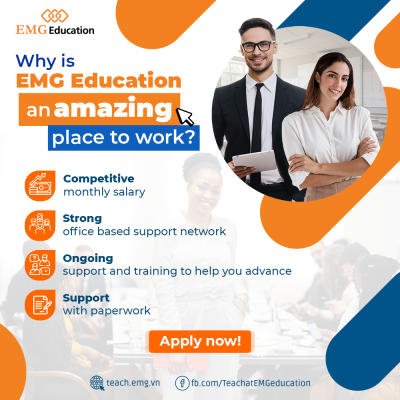 EMG Education
Why is
EMG Education
an amazing
place to work?
Competitive
monthly salary
Strong
office based support network
Ongoing
support and training to help you advance
Support
with paperwork
Apply now!
teach.emg.vn
fb.com/TeachatEMGeducation